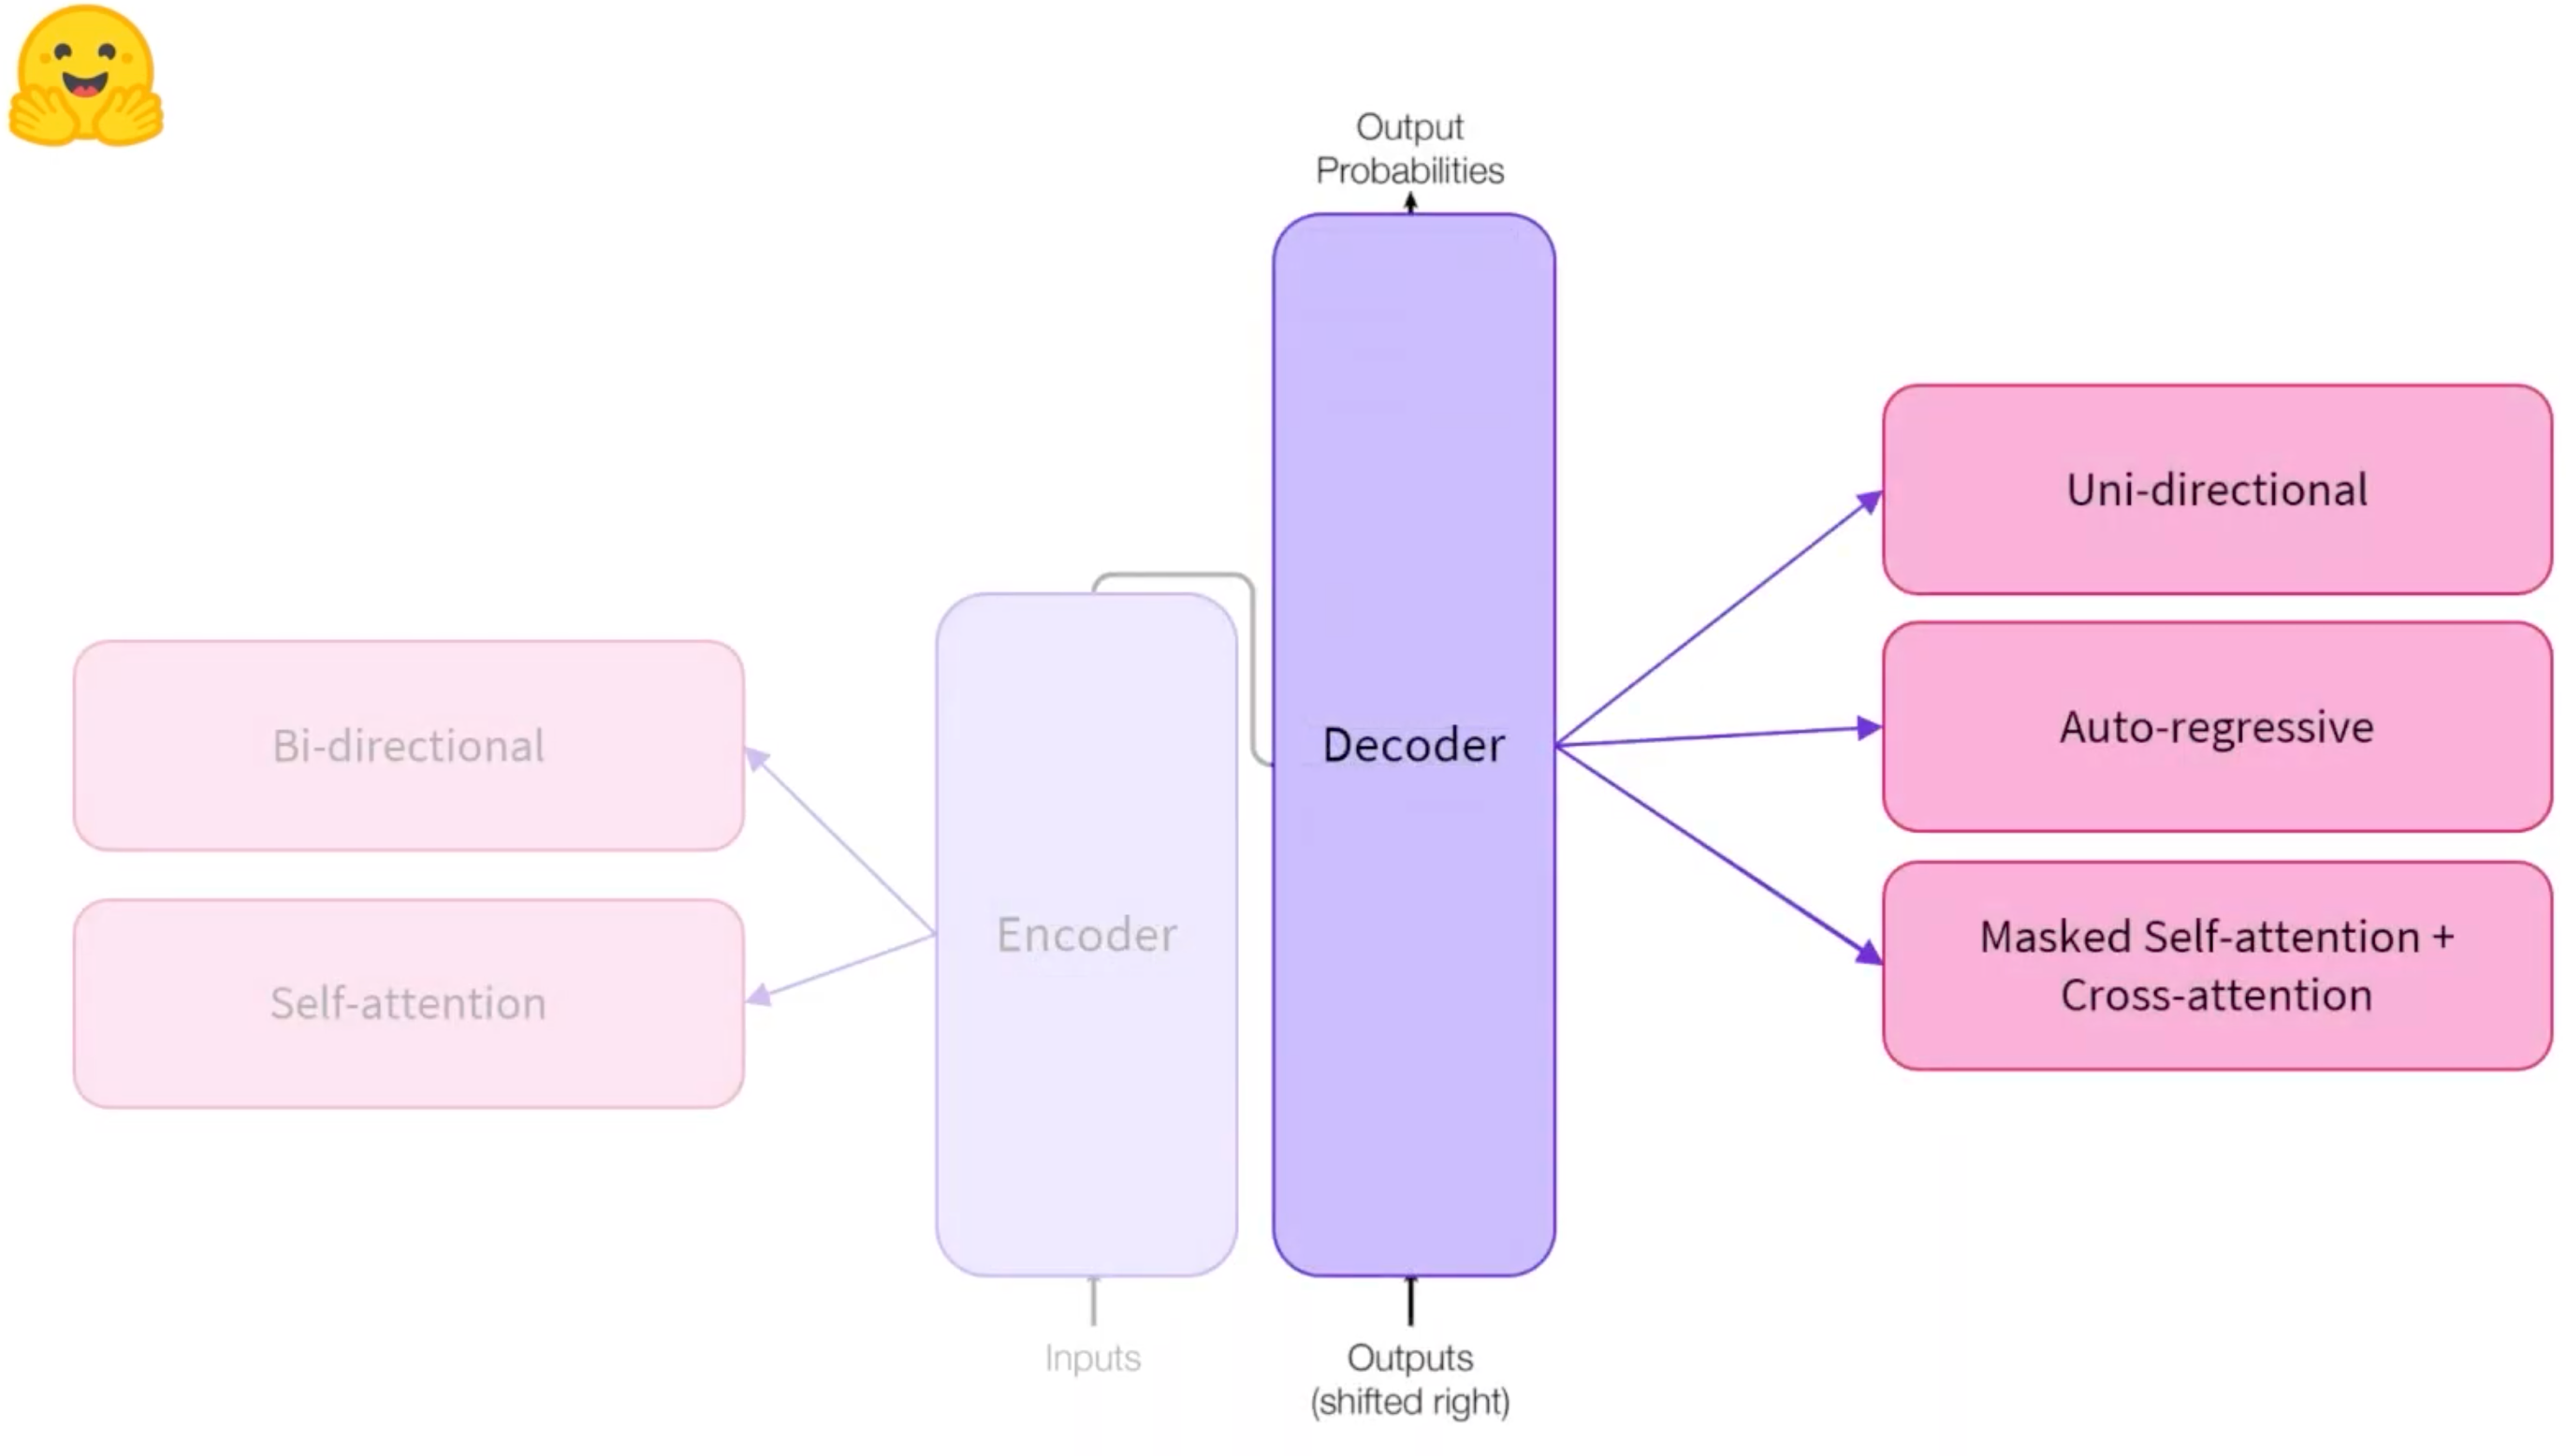 Output
Probabilities
Bi-directional
Self-attention
Encoder
Decoder
Uni-directional
Auto-regressive
Masked Self-attention +
Cross-attention
Inputs
Outputs
(shifted right)